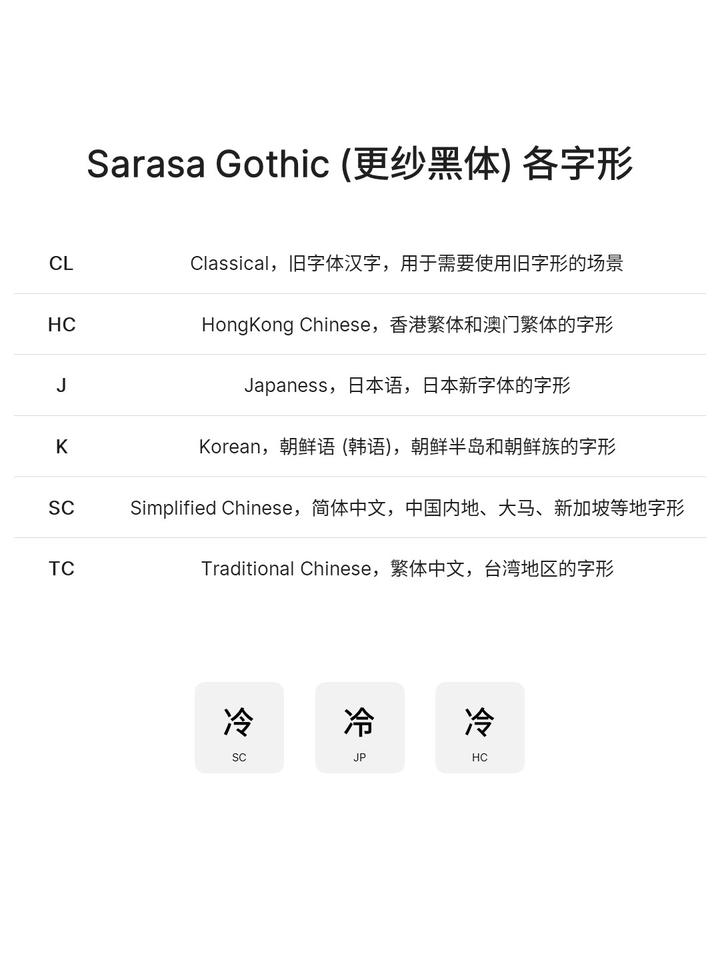 Sarasa Gothic (更纱黑体) 各字形
CL Classical，旧字体汉字，用于需要使用旧字形的场景
HC HongKong Chinese，香港繁体和澳门繁体的字形
J Japaness，日本语，日本新字体的字形
K Korean，朝鲜语 (韩语)，朝鲜半岛和朝鲜族的字形
SC Simplified Chinese，简体中文，中国内地、大马、新加坡等地字形
TC Traditional Chinese，繁体中文，台湾地区的字形
冷 冷 冷
SC JP HC